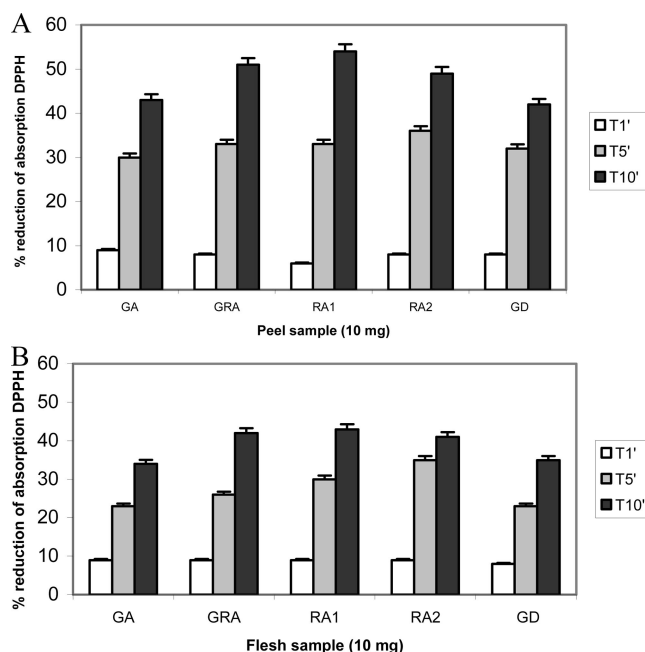 A
% reduction of absorption DPPH
60
50
40
30
20
10
0
GA GRA RA1 RA2 GD
Peel sample (10 mg)
T1'
T5'
T10'
B
% reduction of absorption DPPH
60
50
40
30
20
10
0
GA GRA RA1 RA2 GD
Flesh sample (10 mg)
T1'
T5'
T10'